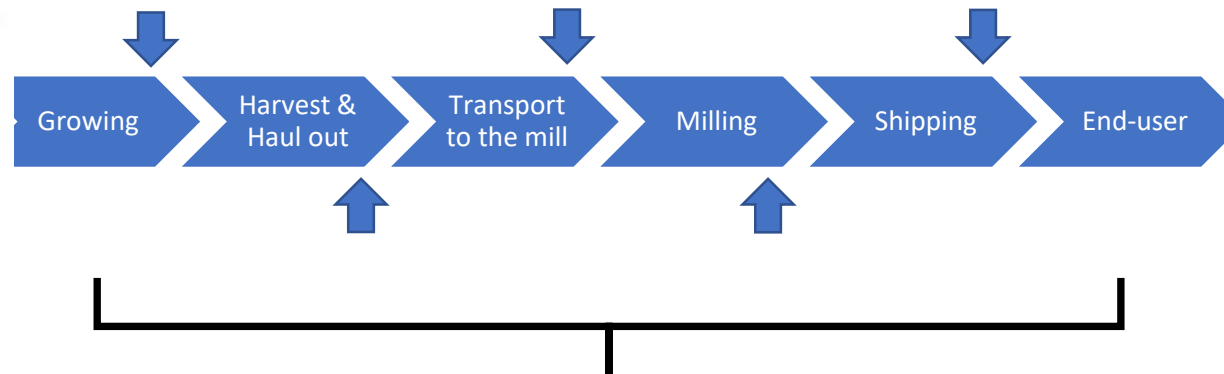 Growing
Harvest &
Haul out
Transport
to the mill
Milling
Shipping
End-user